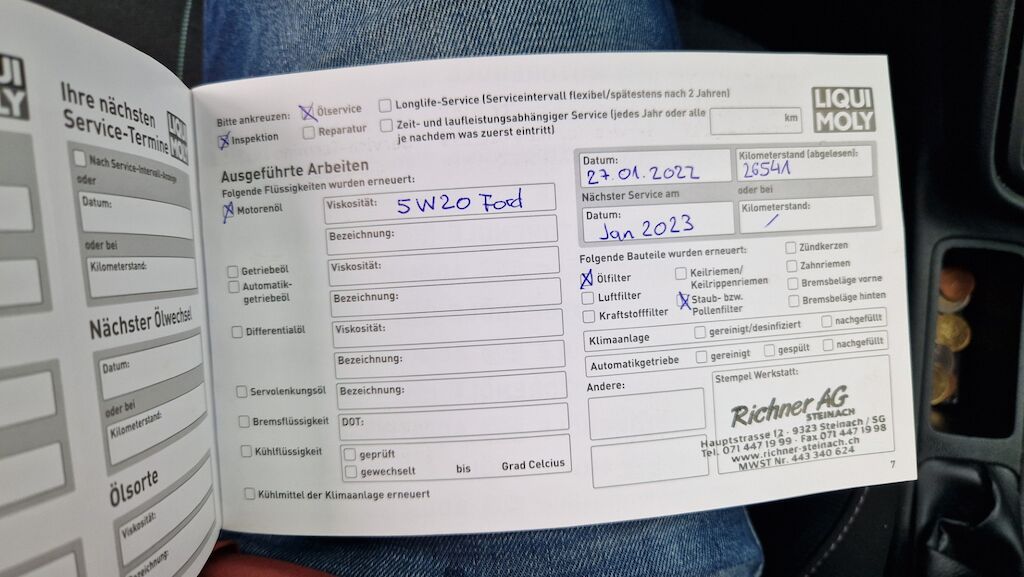 UI
LY
Ihre nächsten
Service-Termine
LIQUI
MOLY
Nach Service-Intervall-Anzeige
oder
Datum:
oder bei
Kilometerstand:
Nächster Ölwechsel
Datum:
oder bei
Kilometerstand:
Ölsorte
Viskosität:
Bezeichnung:
Bitte ankreuzen:
Ölservice
Inspektion
Reparatur
Longlife-Service (Serviceintervall flexibel/spätestens nach 2 Jahren)
Zeit- und laufleistungsabhängiger Service (jedes Jahr oder alle
je nachdem was zuerst eintritt)
km
LIQUI
MOLY
Ausgeführte Arbeiten
Folgende Flüssigkeiten wurden erneuert:
Motorenöl
Viskosität: 5W20 Ford
Bezeichnung:
Getriebeöl
Viskosität:
Automatik-
getriebeöl
Bezeichnung:
Differentialöl
Viskosität:
Bezeichnung:
Servolenkungsöl
Bezeichnung:
Bremsflüssigkeit
DOT:
Kühlflüssigkeit
geprüft
gewechselt bis Grad Celcius
Kühlmittel der Klimaanlage erneuert
Datum:
27.01.2022
Kilometerstand (abgelesen):
26541
Nächster Service am
oder bei
Datum:
Jan 2023
Kilometerstand:
/
Folgende Bauteile wurden erneuert:
Ölfilter
Luftfilter
Kraftstofffilter
Keilriemen/
Keilrippenriemen
Staub- bzw.
Pollenfilter
Zündkerzen
Zahnriemen
Bremsbeläge vorne
Bremsbeläge hinten
Klimaanlage
gereinigt/desinfiziert
nachgefüllt
Automatikgetriebe
gereinigt
gespült
nachgefüllt
Andere:
Stempel Werkstatt:
Richner AG
STEINACH
Hauptstrasse 12 · 9323 Steinach / SG
Tel. 071 447 19 99 · Fax 071 447 19 98
www.richner-steinach.ch
MWST Nr. 443 340 624
7